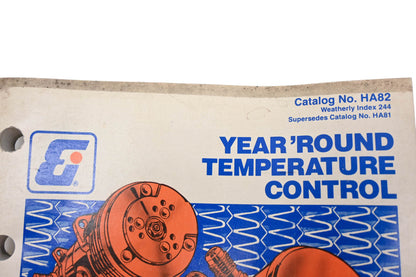 Catalog No. HA82
Weatherly Index 244
Supersedes Catalog No. HA81
YEAR 'ROUND
TEMPERATURE
CONTROL